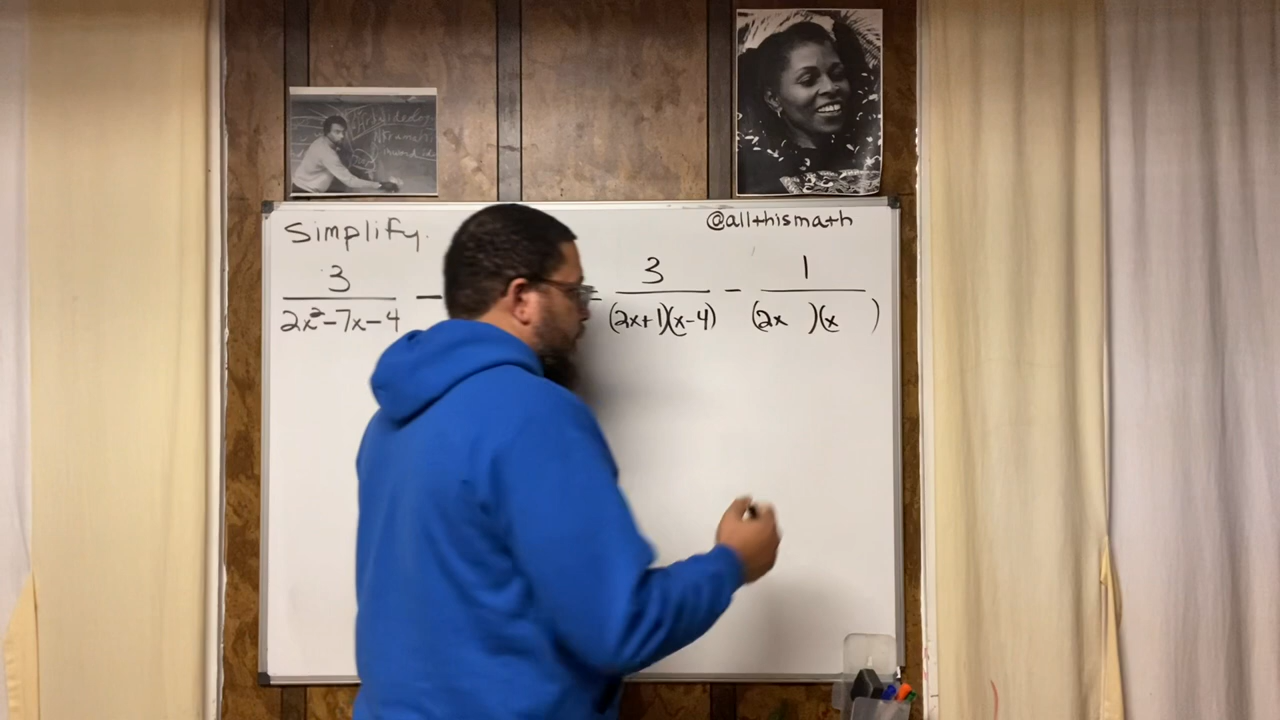 Simplify.
@allthismath
3 / 2x²-7x-4 - = 3 / (2x+1)(x-4) - 1 / (2x )(x )